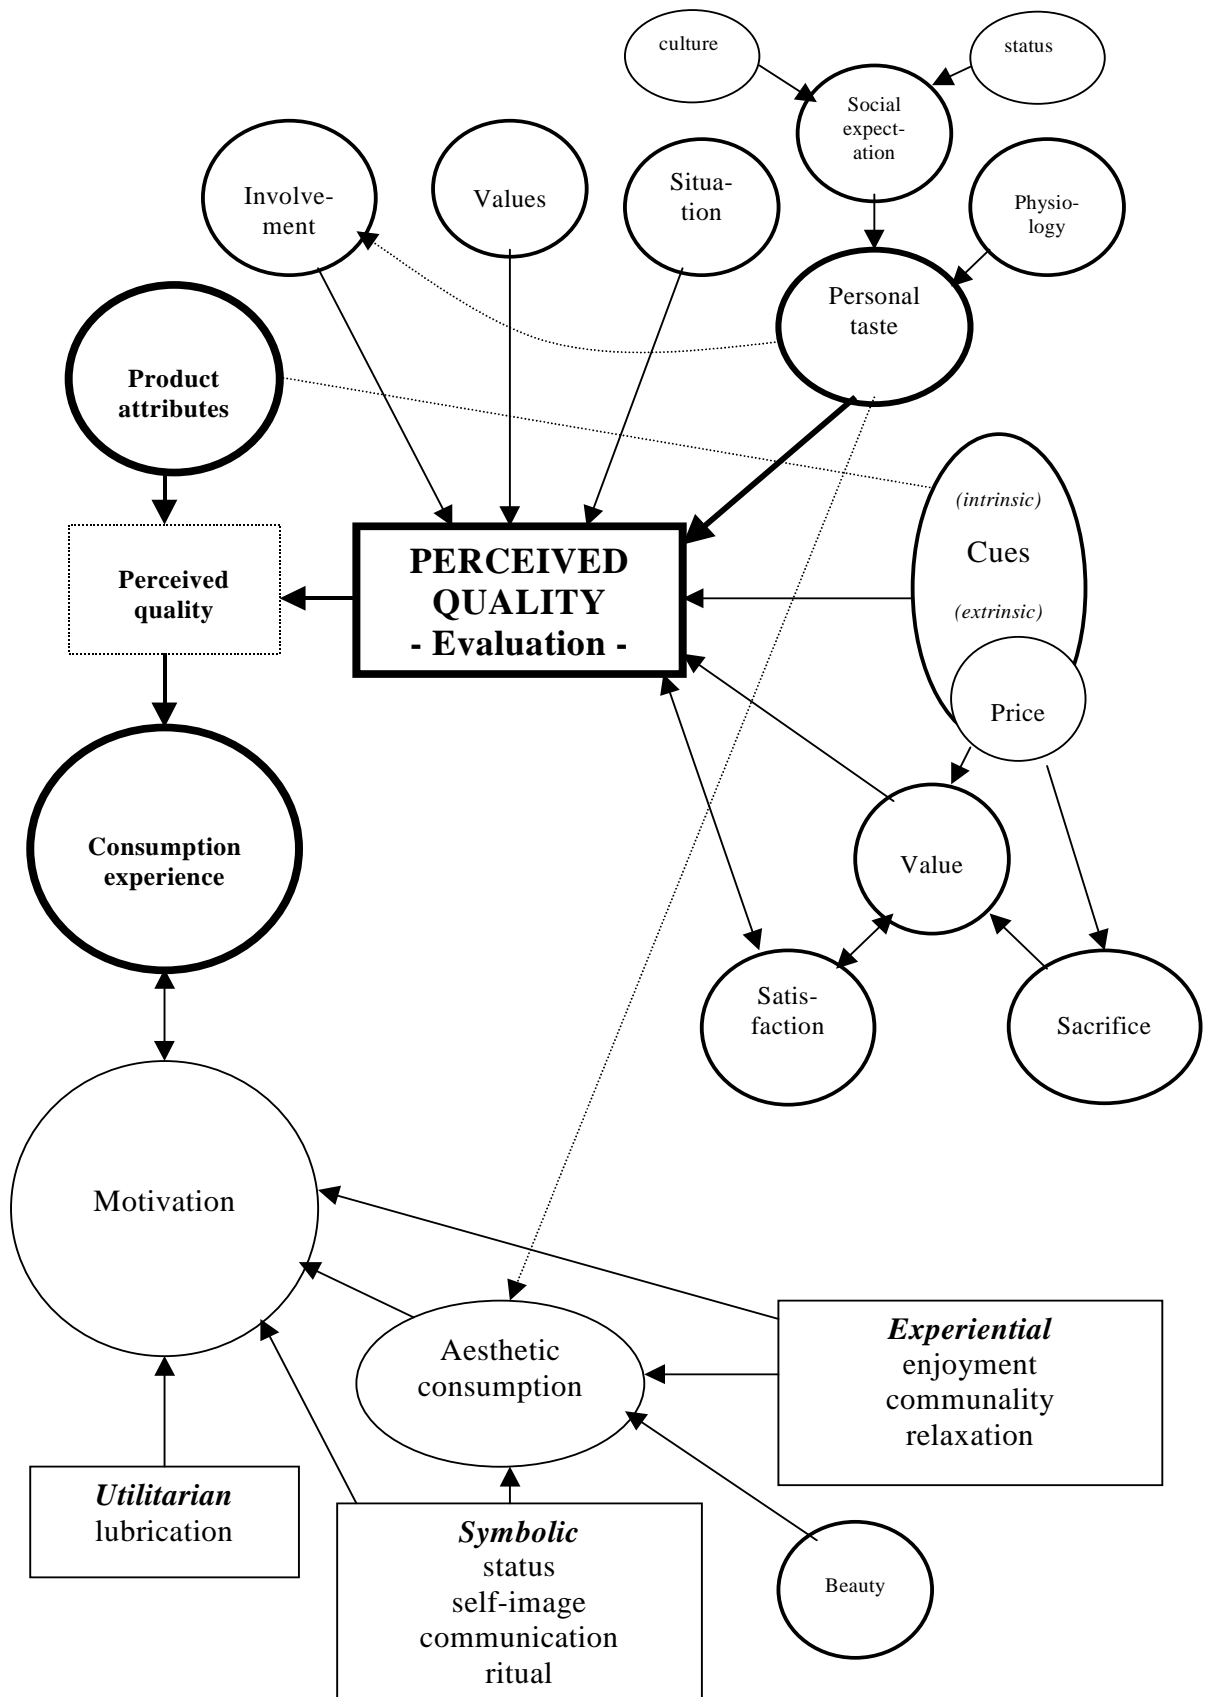 culture
status
Social
expect-
ation
Involve-
ment
Values
Situa-
tion
Physio-
logy
Personal
taste
Product
attributes
(intrinsic)
Cues
(extrinsic)
Price
Perceived
quality
PERCEIVED
QUALITY
- Evaluation -
Consumption
experience
Value
Satis-
faction
Sacrifice
Motivation
Aesthetic
consumption
Experiential
enjoyment
communality
relaxation
Utilitarian
lubrication
Symbolic
status
self-image
communication
ritual
Beauty